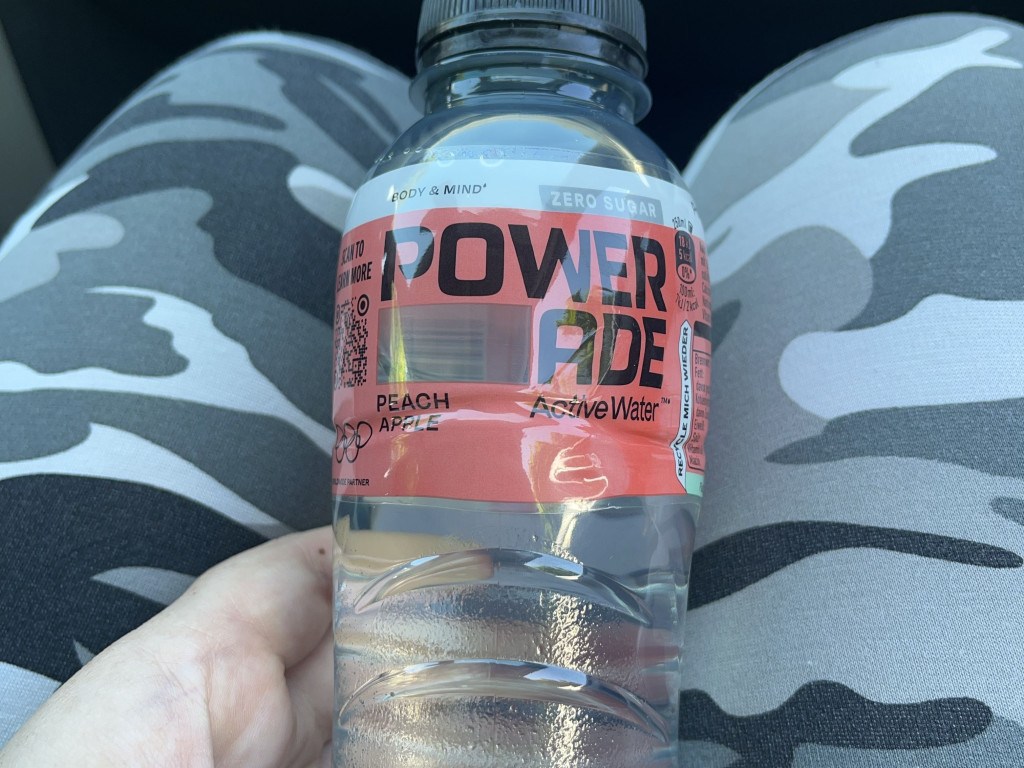 BODY & MIND*
ZERO SUGAR
SCAN TO
LEARN MORE
POWER
ADE
Active Water™*
PEACH
APPLE
RECYCLE MICH WIEDER